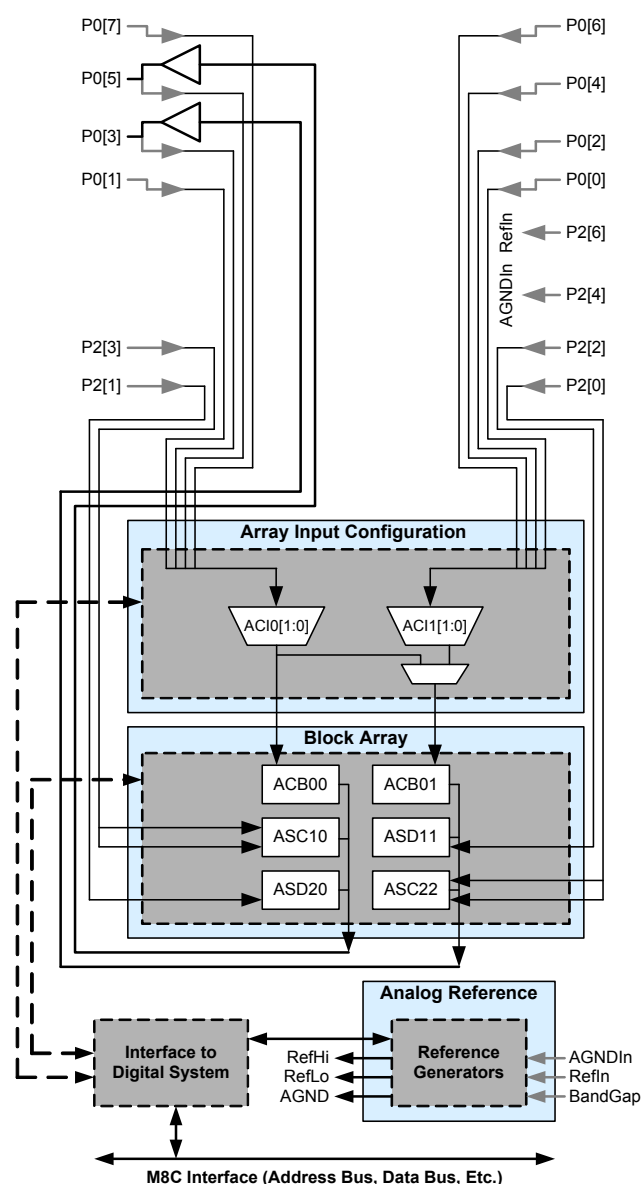 P0[7]
P0[6]
P0[5]
P0[4]
P0[3]
P0[2]
P0[1]
P0[0]
P2[6]
RefIn
AGNDIn
P2[4]
P2[3]
P2[2]
P2[1]
P2[0]
Array Input Configuration
ACI0[1:0]
ACI1[1:0]
Block Array
ACB00
ACB01
ASC10
ASD11
ASD20
ASC22
Analog Reference
Interface to
Digital System
RefHi
RefLo
AGND
Reference
Generators
AGNDIn
RefIn
BandGap
M8C Interface (Address Bus, Data Bus, Etc.)